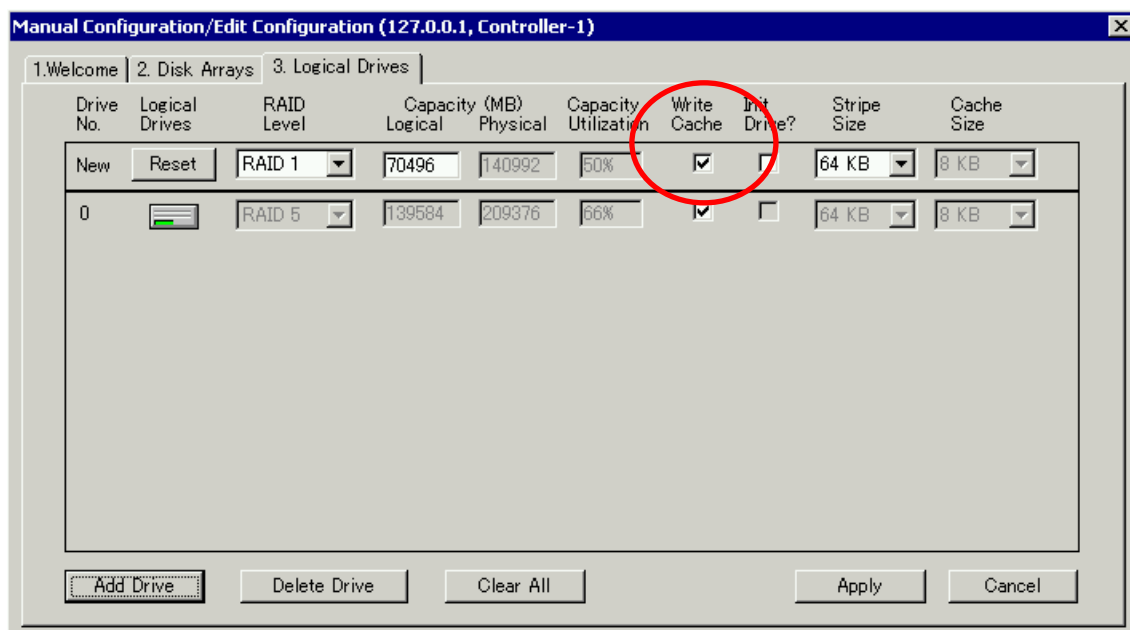 Manual Configuration/Edit Configuration (127.0.0.1, Controller-1)
1.Welcome 2. Disk Arrays 3. Logical Drives
Drive No. Logical Drives RAID Level Capacity (MB) Logical Physical Capacity Utilization Write Cache Init Drive? Stripe Size Cache Size
New Reset RAID 1 70496 140992 50% 64 KB 8 KB
0 RAID 5 139584 209376 66% 64 KB 8 KB
Add Drive Delete Drive Clear All Apply Cancel